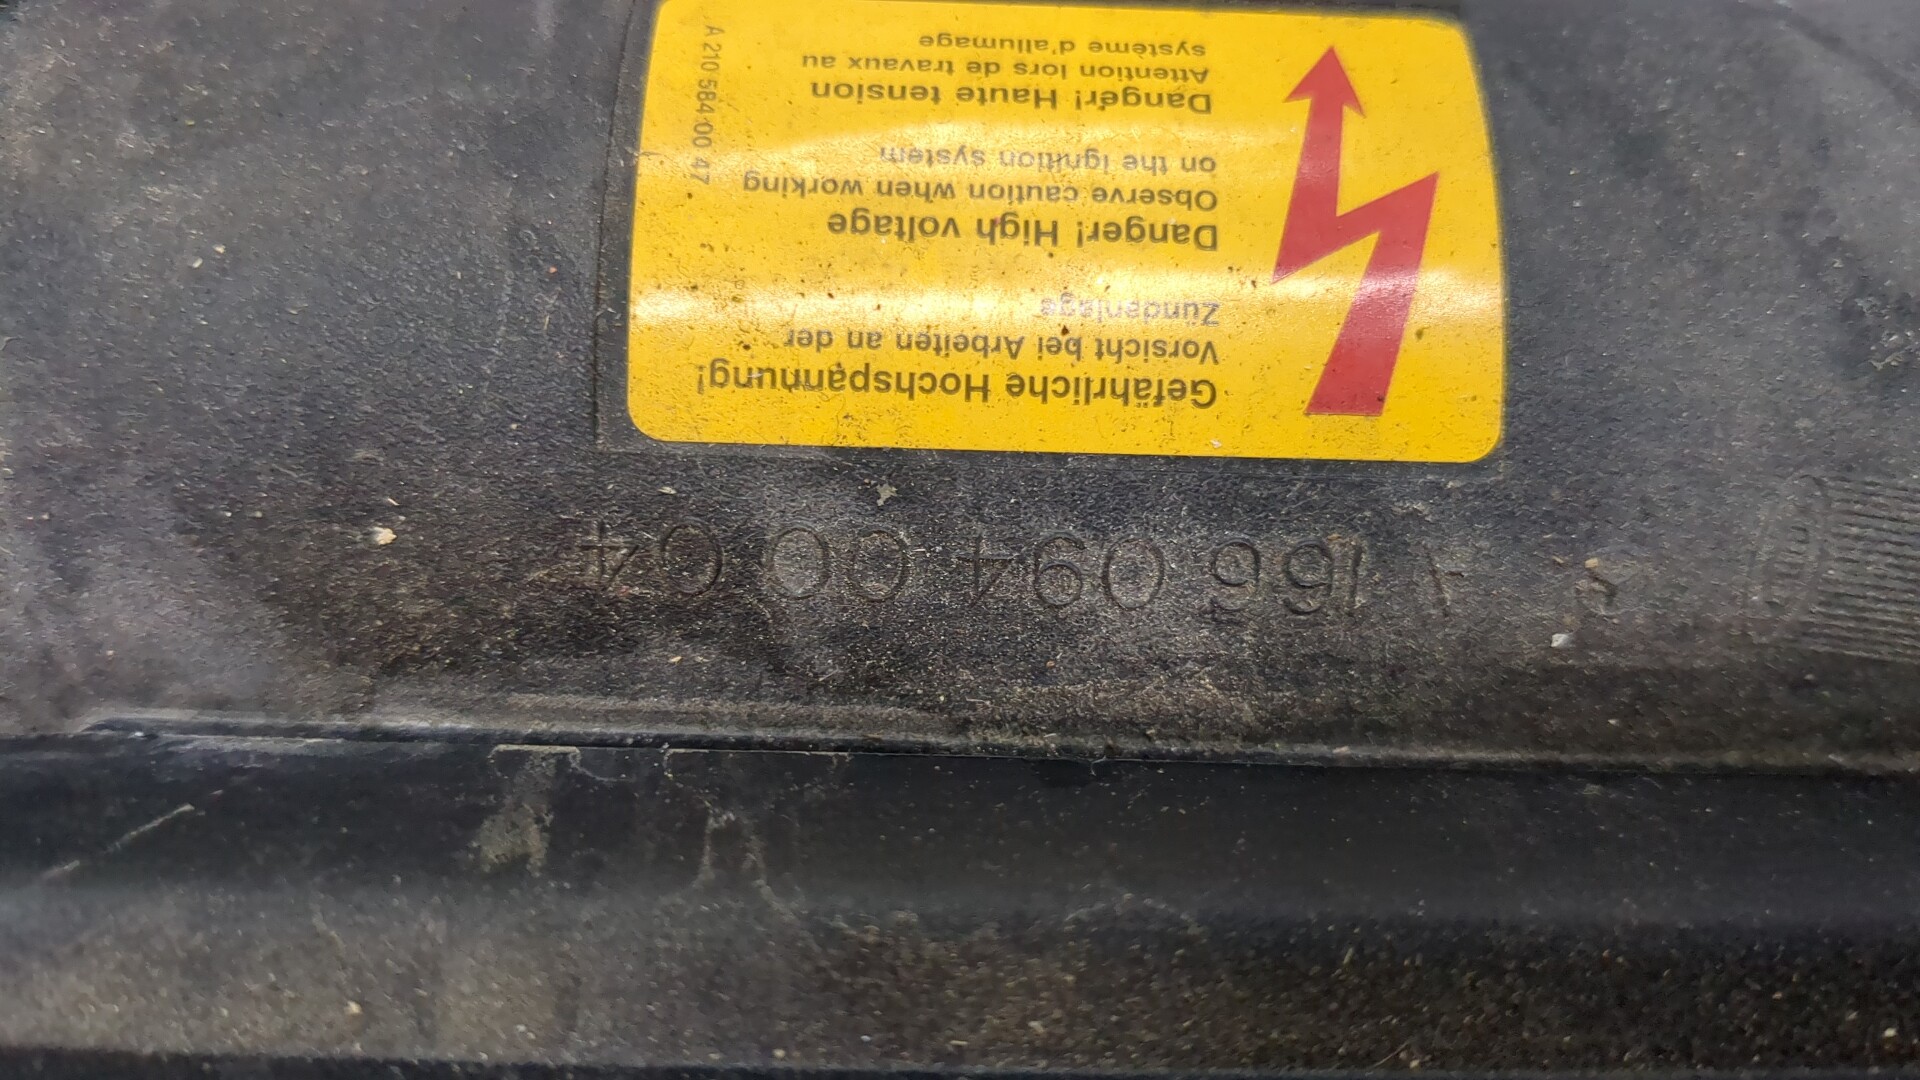 A 166 094 00 04
Gefährliche Hochspannung!
Vorsicht bei Arbeiten an der
Zündanlage
Danger! High voltage
Observe caution when working
on the ignition system
Danger! Haute tension
Attention lors de travaux au
système d'allumage
A 210 584 00 47